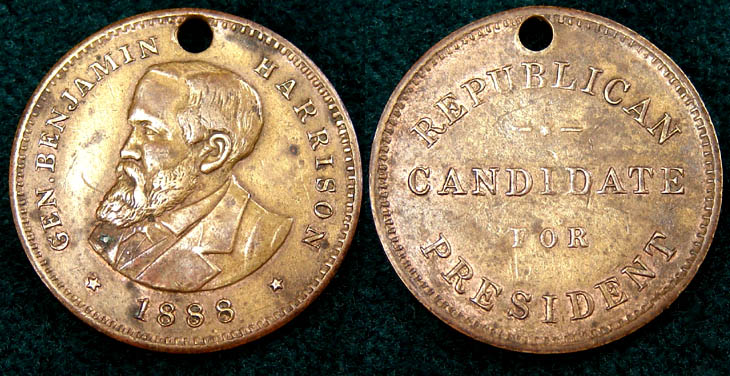 GEN BENJAMIN HARRISON
1888
REPUBLICAN
CANDIDATE
FOR
PRESIDENT